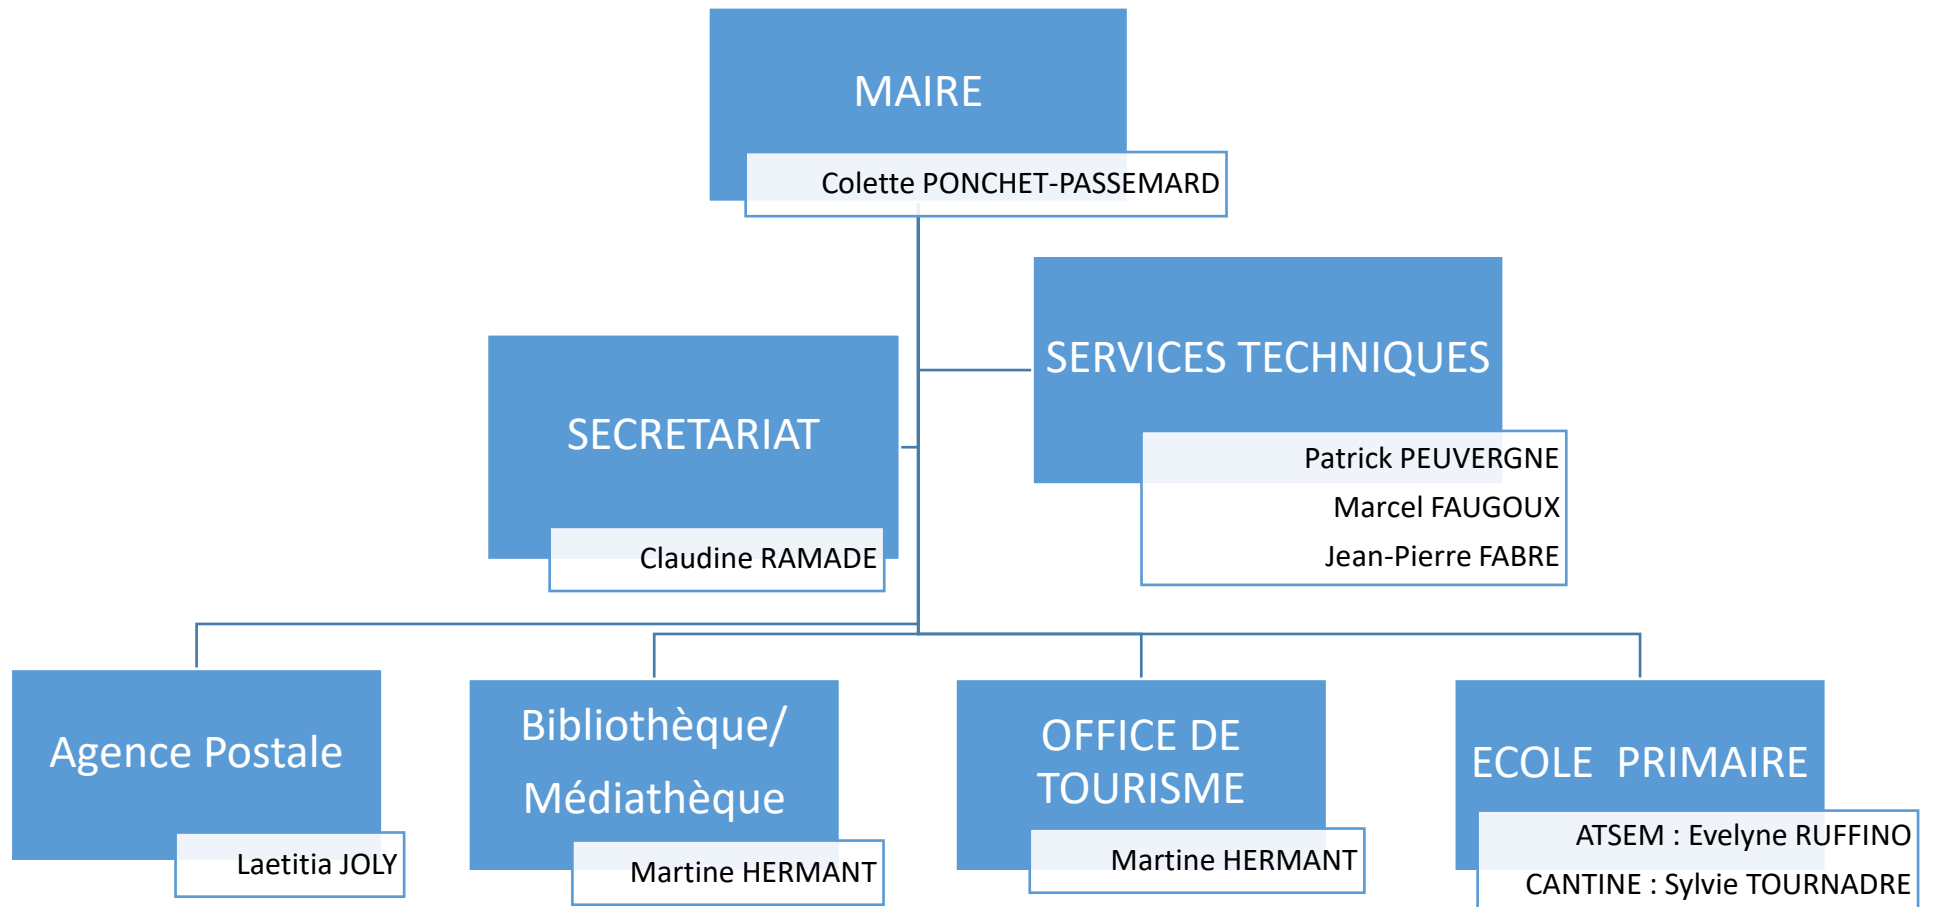 MAIRE
Colette PONCHET-PASSEMARD
SERVICES TECHNIQUES
Patrick PEUVERGNE
Marcel FAUGOUX
Jean-Pierre FABRE
SECRETARIAT
Claudine RAMADE
Agence Postale
Laetitia JOLY
Bibliothèque/
Médiathèque
Martine HERMANT
OFFICE DE
TOURISME
Martine HERMANT
ECOLE  PRIMAIRE
ATSEM : Evelyne RUFFINO
CANTINE : Sylvie TOURNADRE